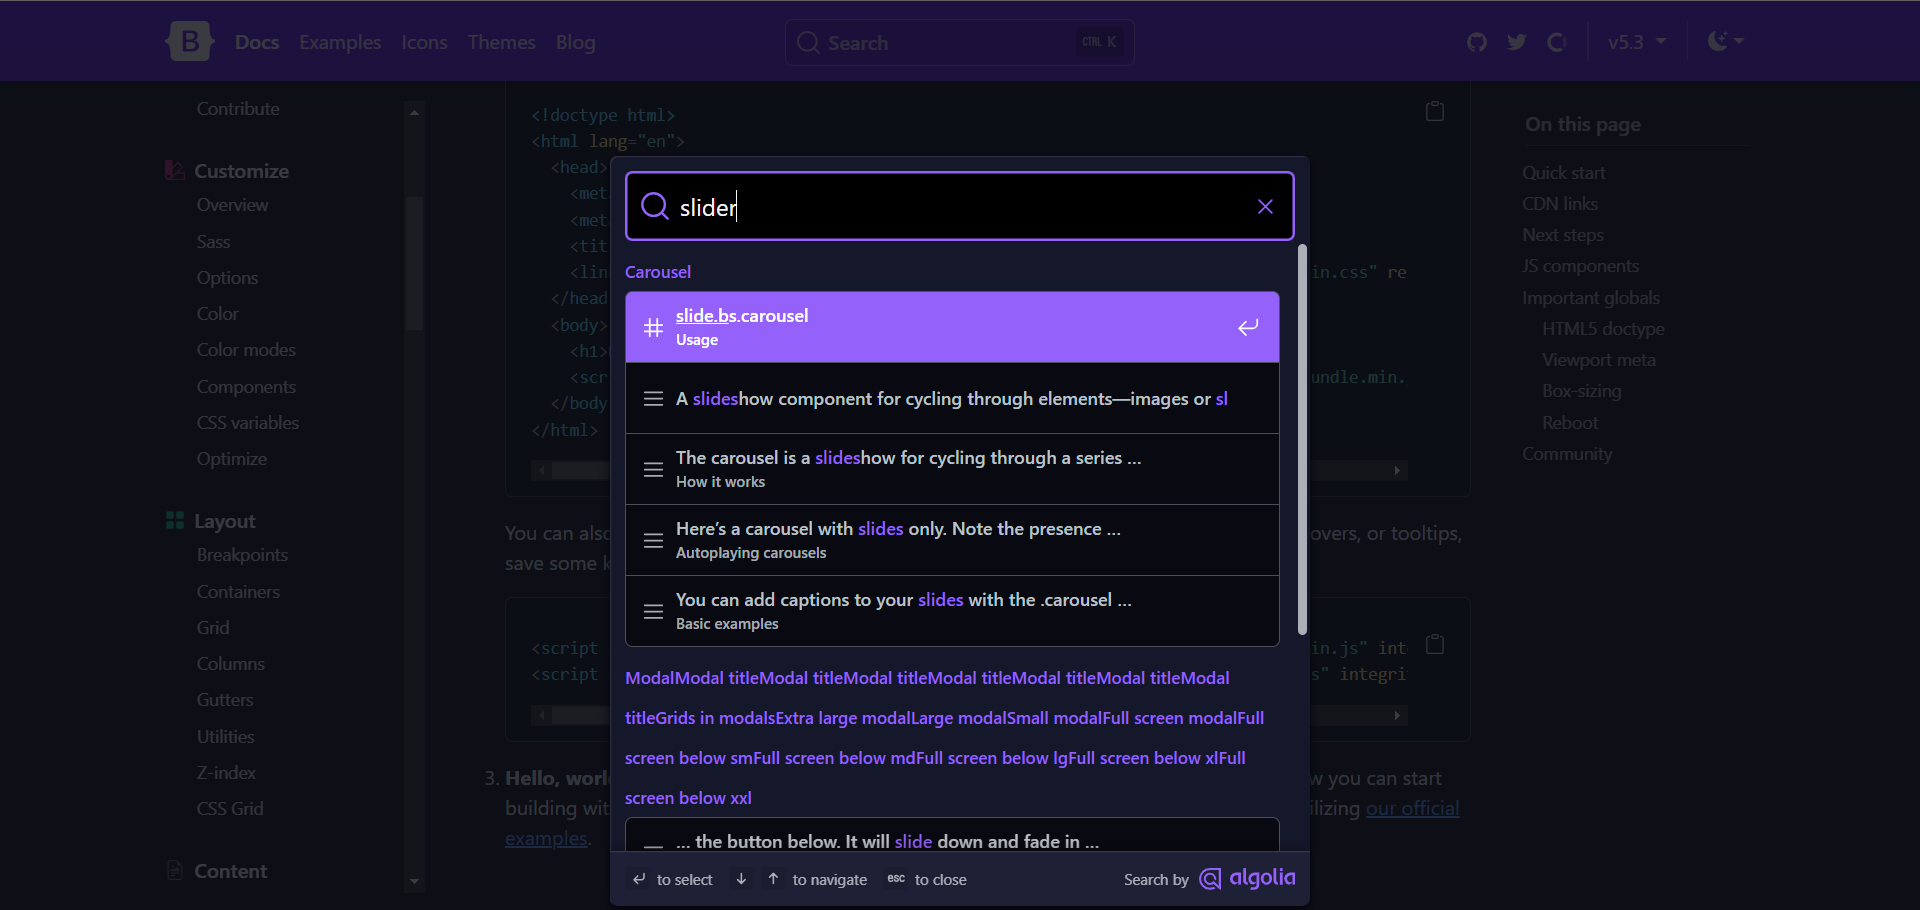 B
Docs Examples Icons Themes Blog
Search CTRL K
v5.3
Contribute
Customize
Overview
Sass
Options
Color
Color modes
Components
CSS variables
Optimize
Layout
Breakpoints
Containers
Grid
Columns
Gutters
Utilities
Z-index
CSS Grid
Content
<!doctype html>
<html lang="en">
<head>
<met
<met
<tit
<lin in.css" re
</head
<body>
<h1>
<scr undle.min.
</body
</html>
You can also overs, or tooltips,
save some k
<script in.js" int
<script s" integri
3. Hello, worl w you can start
building wit ilizing our official
examples.
slider
Carousel
slide.bs.carousel
Usage
A slideshow component for cycling through elements—images or sl
The carousel is a slideshow for cycling through a series ...
How it works
Here's a carousel with slides only. Note the presence ...
Autoplaying carousels
You can add captions to your slides with the .carousel ...
Basic examples
ModalModal titleModal titleModal titleModal titleModal titleModal titleModal
titleGrids in modalsExtra large modalLarge modalSmall modalFull screen modalFull
screen below smFull screen below mdFull screen below lgFull screen below xlFull
screen below xxl
... the button below. It will slide down and fade in ...
to select to navigate esc to close
Search by algolia
On this page
Quick start
CDN links
Next steps
JS components
Important globals
HTML5 doctype
Viewport meta
Box-sizing
Reboot
Community